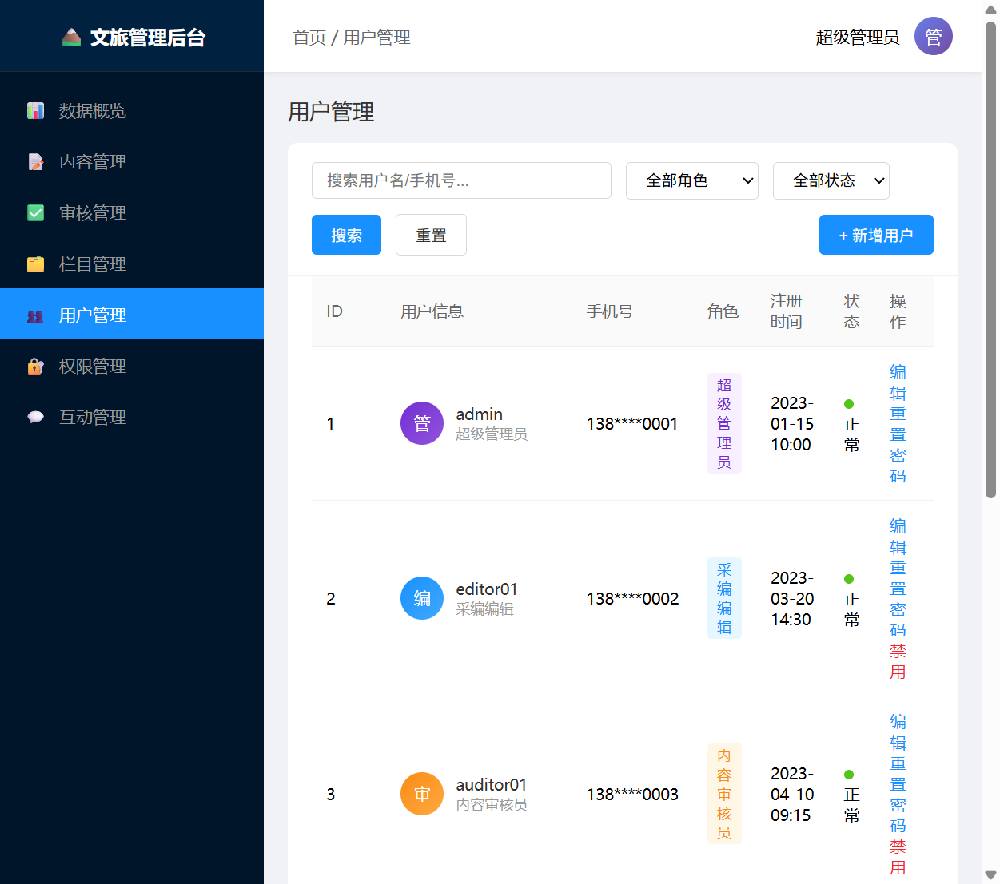 文旅管理后台
首页 / 用户管理
超级管理员
管
数据概览
内容管理
审核管理
栏目管理
用户管理
权限管理
互动管理
用户管理
搜索用户名/手机号...
全部角色
全部状态
搜索
重置
+ 新增用户
ID
用户信息
手机号
角色
注册
时间
状
态
操
作
1
管
admin
超级管理员
138****0001
超
级
管
理
员
2023-
01-15
10:00
正
常
编
辑
重
置
密
码
2
编
editor01
采编编辑
138****0002
采
编
编
辑
2023-
03-20
14:30
正
常
编
辑
重
置
密
码
禁
用
3
审
auditor01
内容审核员
138****0003
内
容
审
核
员
2023-
04-10
09:15
正
常
编
辑
重
置
密
码
禁
用